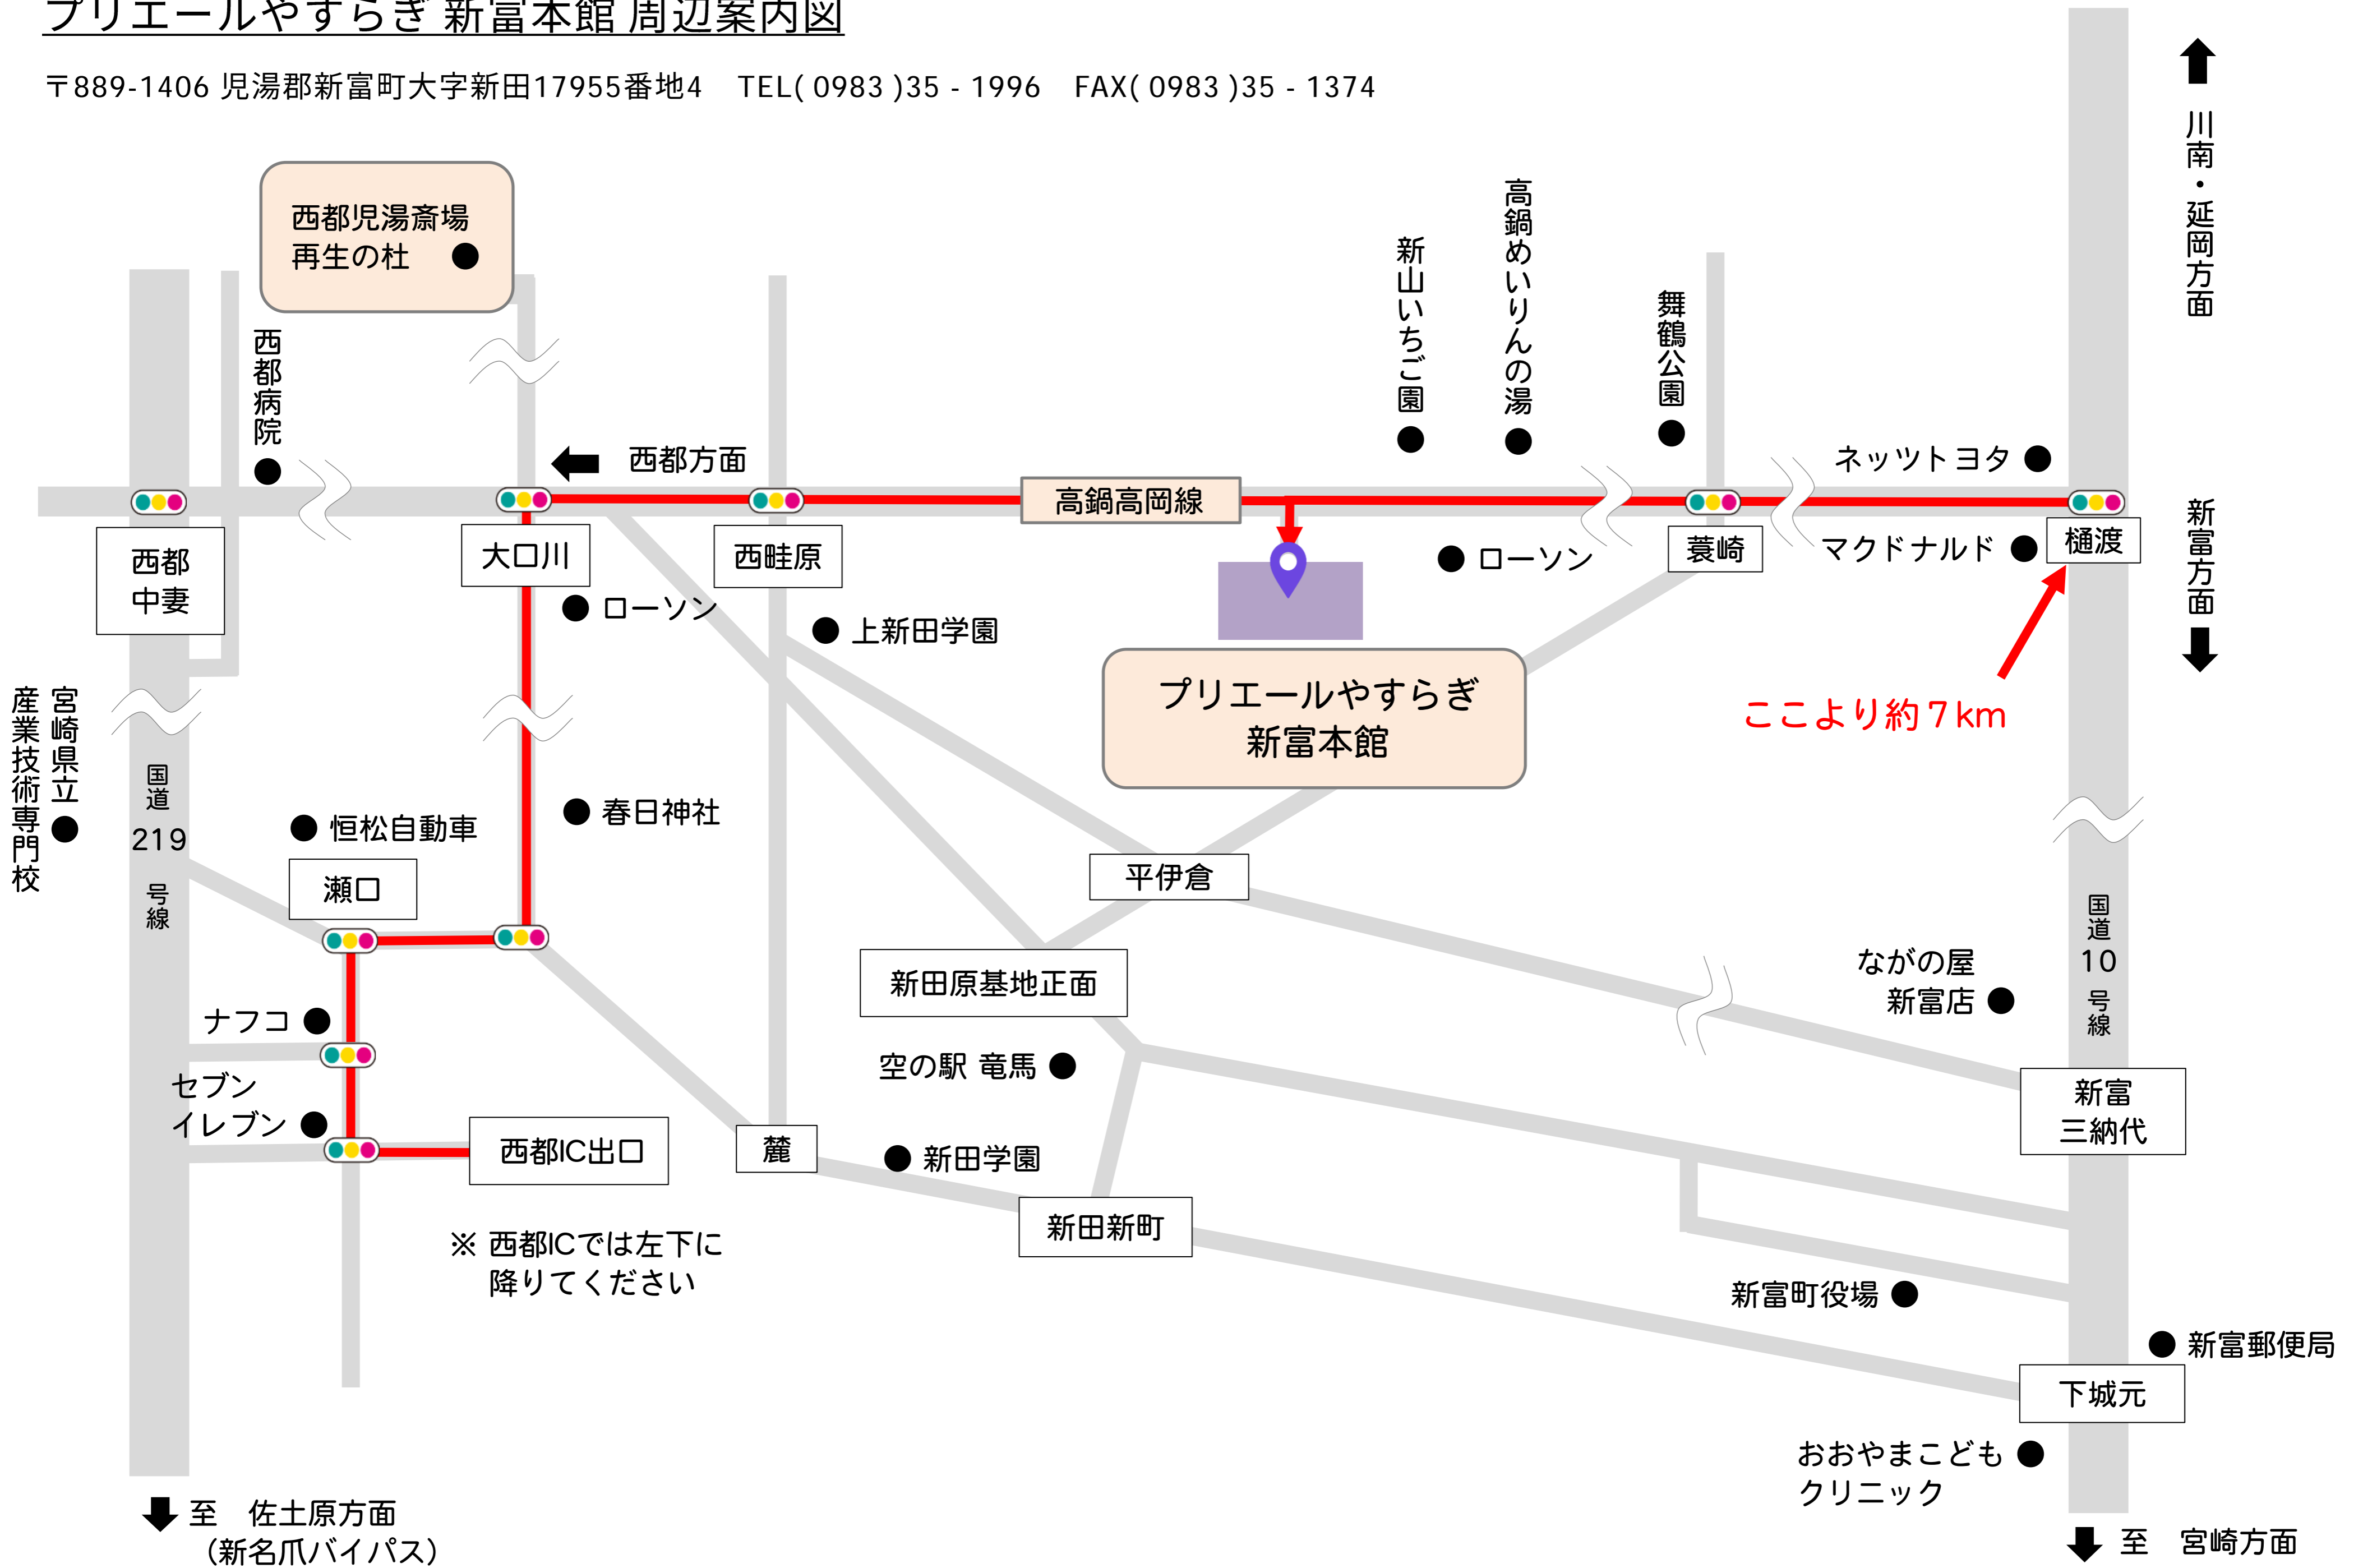 プリエールやすらぎ 新富本館 周辺案内図
〒889-1406 児湯郡新富町大字新田17955番地4 TEL( 0983 )35 - 1996 FAX( 0983 )35 - 1374
川南・延岡方面
西都児湯斎場
再生の杜
高鍋めいりんの湯
新山いちご園
舞鶴公園
西都病院
西都方面
ネッツトヨタ
高鍋高岡線
新富方面
西都
中妻
大口川
西畦原
ローソン
蓑崎
マクドナルド
樋渡
ローソン
上新田学園
プリエールやすらぎ
新富本館
ここより約7km
宮崎県立
産業技術専門校
国道
219
号線
恒松自動車
春日神社
瀬口
平伊倉
新田原基地正面
ながの屋
新富店
国道
10
号線
ナフコ
空の駅 竜馬
セブン
イレブン
新富
三納代
西都IC出口
麓
新田学園
新田新町
※ 西都ICでは左下に
降りてください
新富町役場
新富郵便局
下城元
おおやまこども
クリニック
至 佐土原方面
（新名爪バイパス）
至 宮崎方面